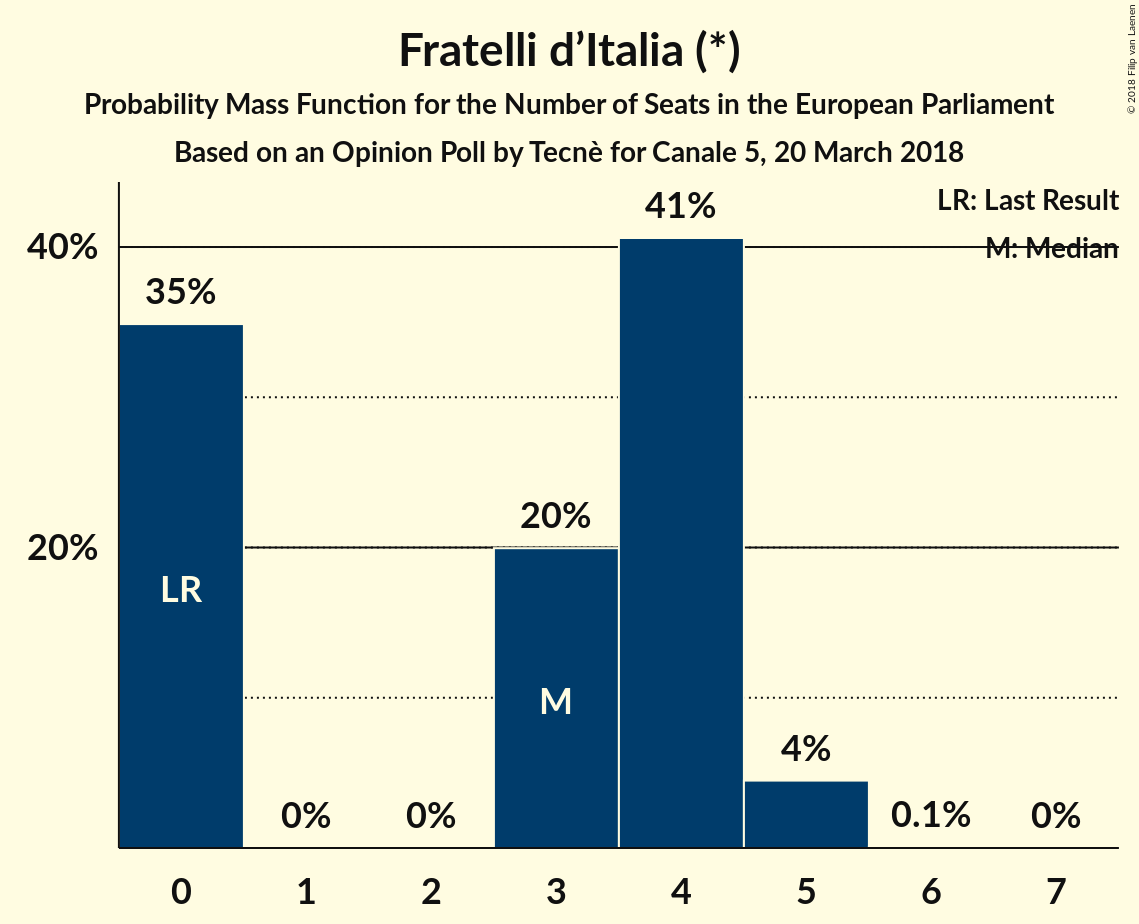 Fratelli d’Italia (*)
Probability Mass Function for the Number of Seats in the European Parliament
Based on an Opinion Poll by Tecnè for Canale 5, 20 March 2018
© 2018 Filip van Laenen
LR: Last Result
M: Median
40%
20%
35%
0%
0%
20%
41%
4%
0.1%
0%
LR
M
0 1 2 3 4 5 6 7